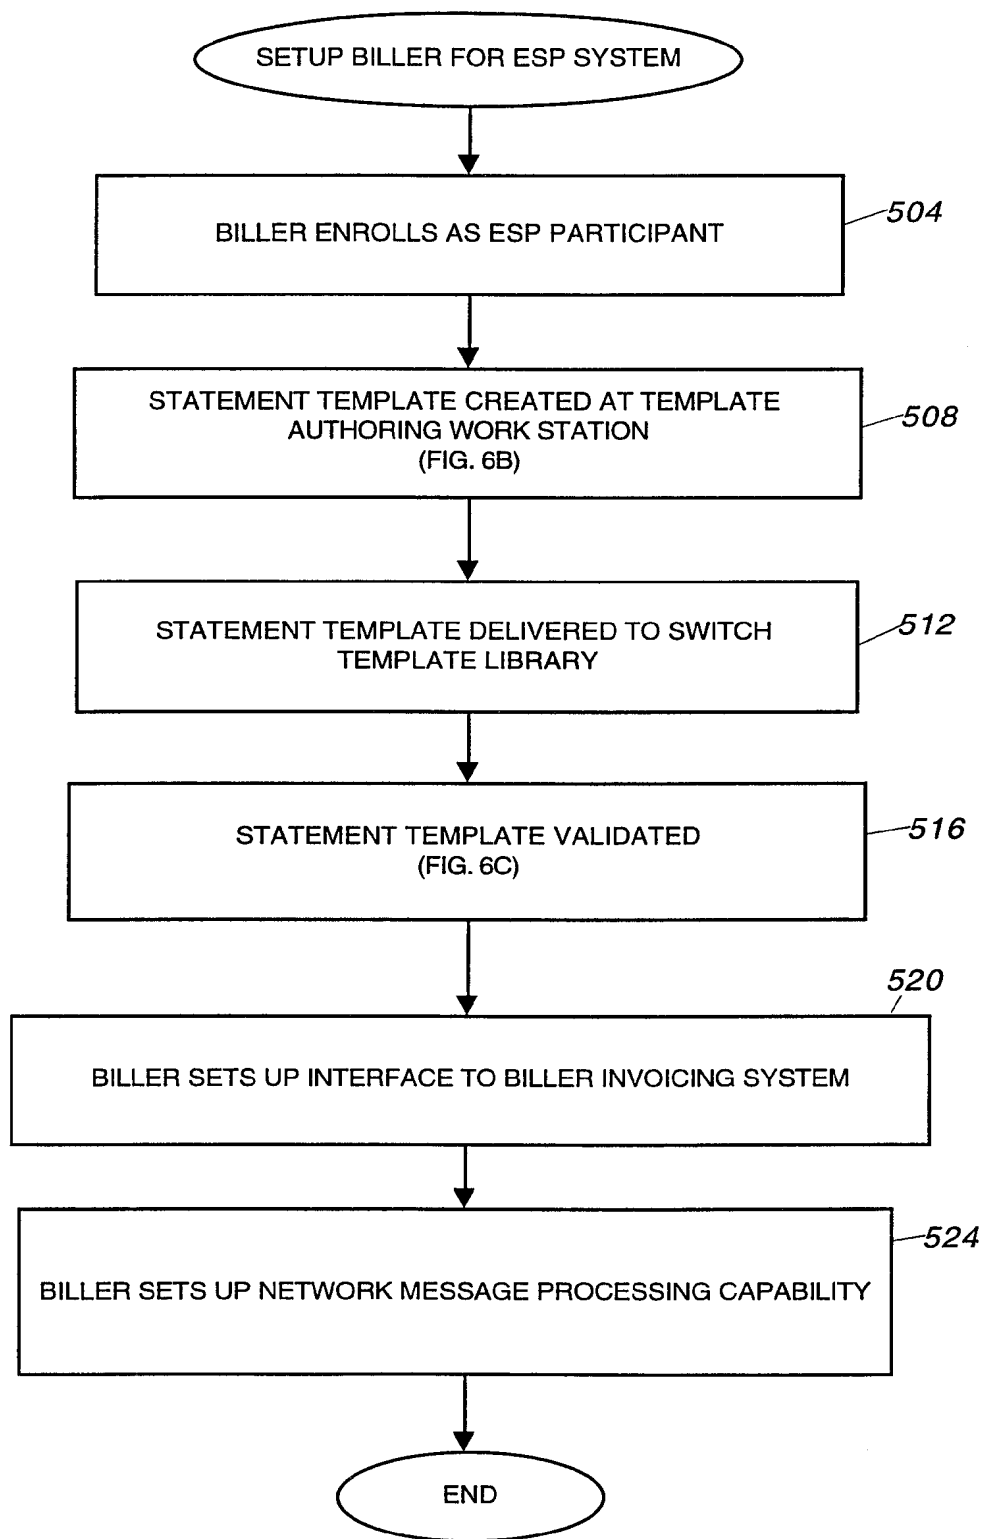 SETUP BILLER FOR ESP SYSTEM
BILLER ENROLLS AS ESP PARTICIPANT
504
STATEMENT TEMPLATE CREATED AT TEMPLATE
AUTHORING WORK STATION
(FIG. 6B)
508
STATEMENT TEMPLATE DELIVERED TO SWITCH
TEMPLATE LIBRARY
512
STATEMENT TEMPLATE VALIDATED
(FIG. 6C)
516
520
BILLER SETS UP INTERFACE TO BILLER INVOICING SYSTEM
524
BILLER SETS UP NETWORK MESSAGE PROCESSING CAPABILITY
END